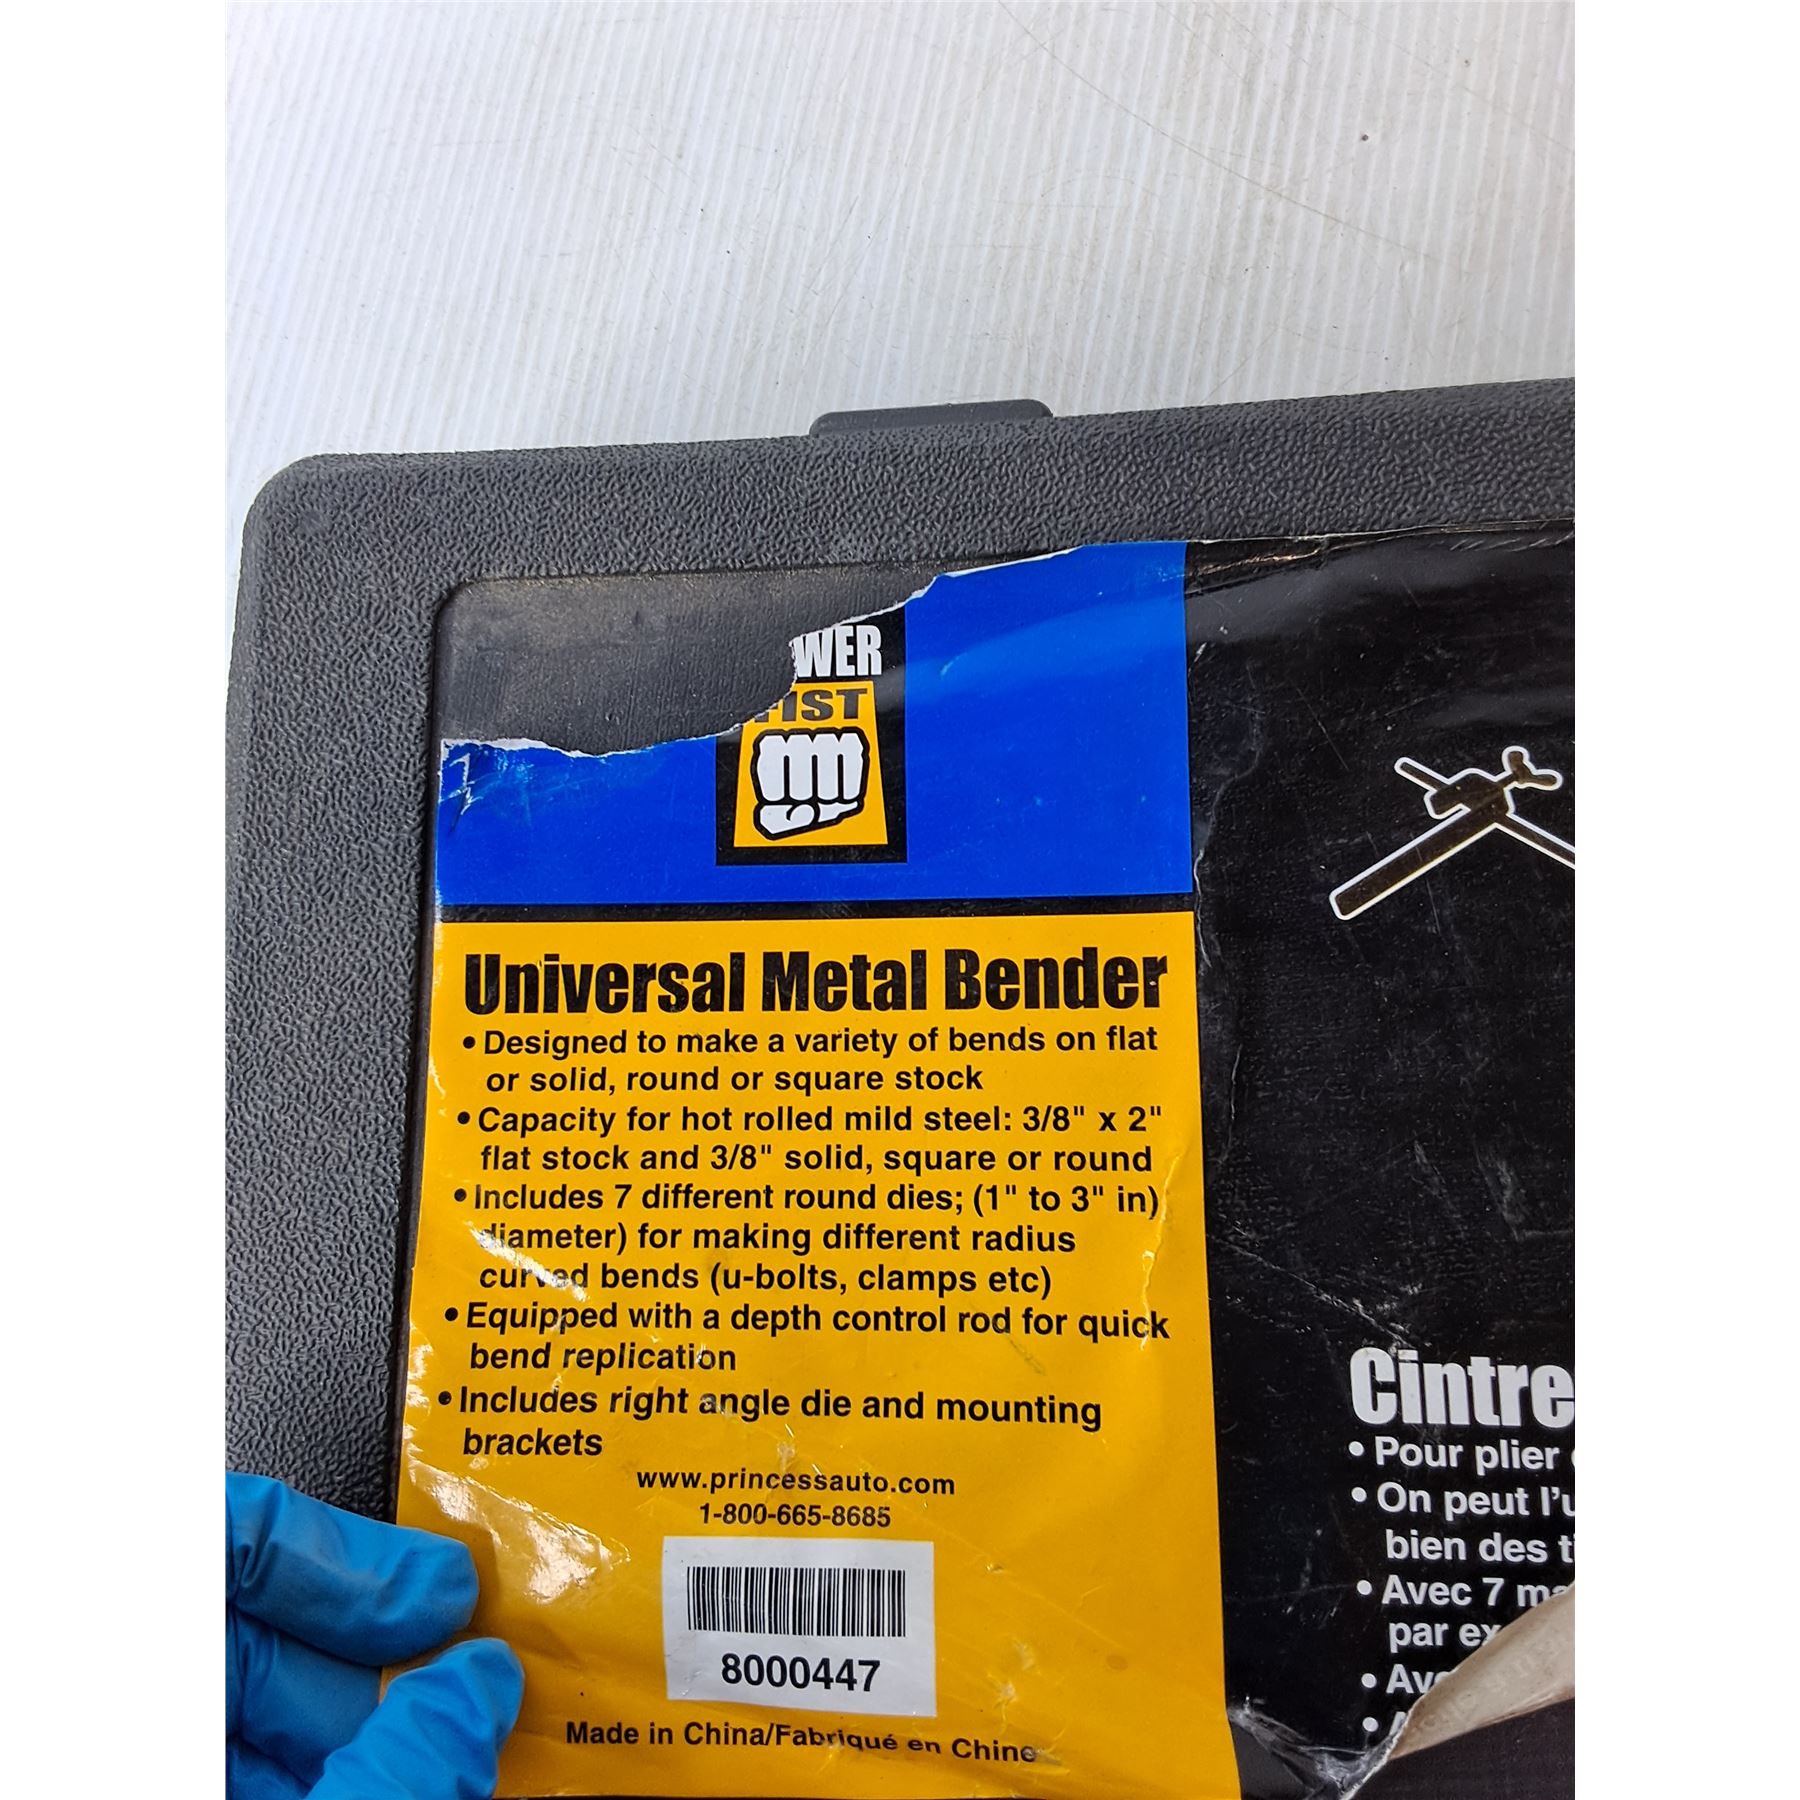 WER
FIST
Universal Metal Bender
• Designed to make a variety of bends on flat
or solid, round or square stock
• Capacity for hot rolled mild steel: 3/8" x 2"
flat stock and 3/8" solid, square or round
• Includes 7 different round dies; (1" to 3" in)
diameter) for making different radius
curved bends (u-bolts, clamps etc)
• Equipped with a depth control rod for quick
bend replication
• Includes right angle die and mounting
brackets
www.princessauto.com
1-800-665-8685
8000447
Made in China/Fabriqué en Chine
Cintre
• Pour plier
• On peut l'u
bien des ti
• Avec 7 ma
par ex
• Av